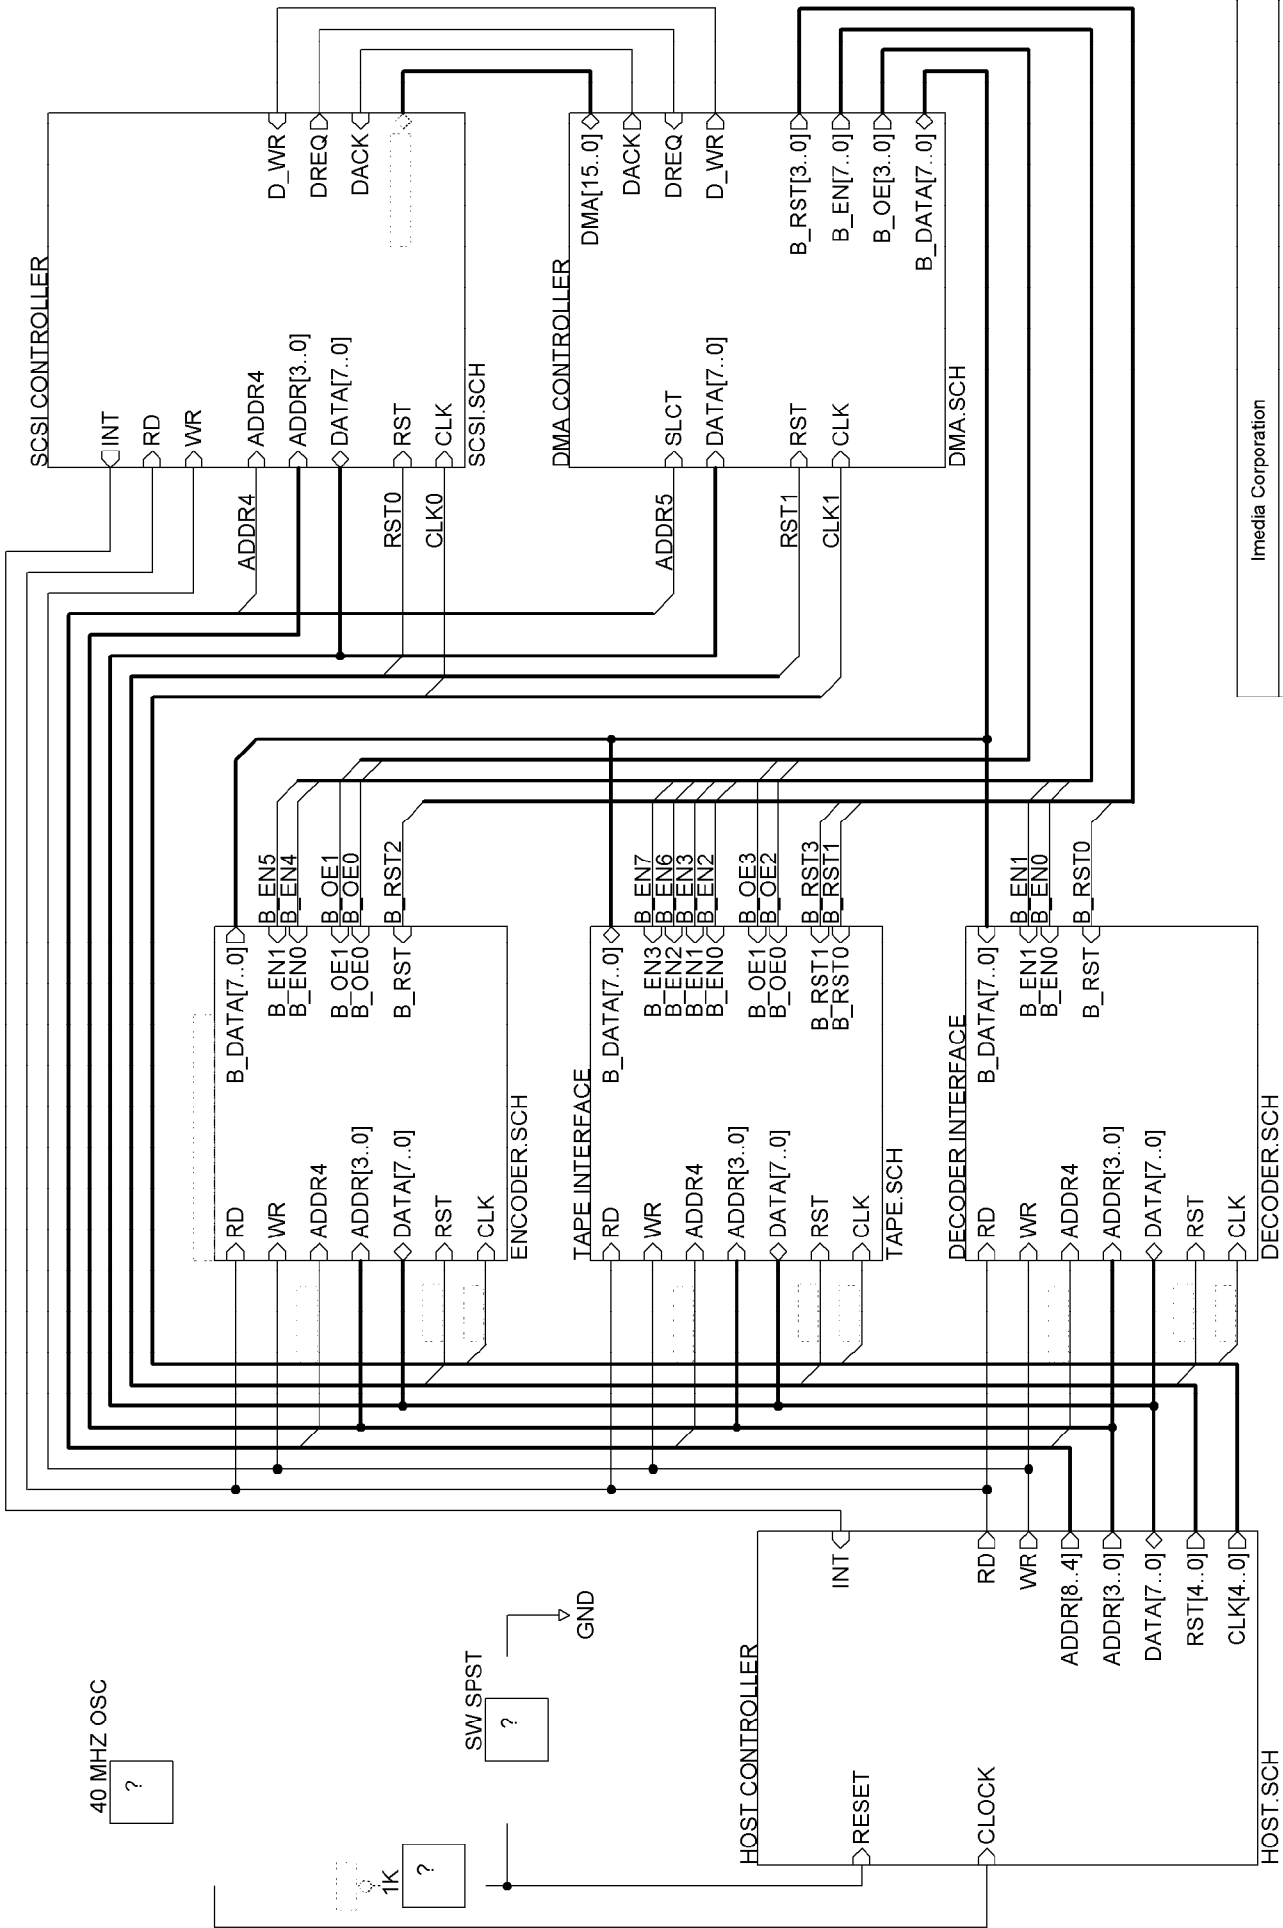 40 MHZ OSC
?
1K
?
SW SPST
?
GND
HOST CONTROLLER
RESET
CLOCK
INT
RD
WR
ADDR[8..4]
ADDR[3..0]
DATA[7..0]
RST[4..0]
CLK[4..0]
HOST.SCH
RD
WR
ADDR4
ADDR[3..0]
DATA[7..0]
RST
CLK
B_DATA[7..0]
B_EN1
B_EN0
B_OE1
B_OE0
B_RST
ENCODER.SCH
B_EN5
B_EN4
B_OE1
B_OE0
B_RST2
TAPE INTERFACE
RD
WR
ADDR4
ADDR[3..0]
DATA[7..0]
RST
CLK
B_DATA[7..0]
B_EN3
B_EN2
B_EN1
B_EN0
B_OE1
B_OE0
B_RST1
B_RST0
TAPE.SCH
B_EN7
B_EN6
B_EN3
B_EN2
B_OE3
B_OE2
B_RST3
B_RST1
DECODER INTERFACE
RD
WR
ADDR4
ADDR[3..0]
DATA[7..0]
RST
CLK
B_DATA[7..0]
B_EN1
B_EN0
B_RST
DECODER.SCH
B_EN1
B_EN0
B_RST0
SCSI CONTROLLER
INT
RD
WR
ADDR4
ADDR[3..0]
DATA[7..0]
RST
CLK
D_WR
DREQ
DACK
SCSI.SCH
ADDR4
RST0
CLK0
DMA CONTROLLER
SLCT
DATA[7..0]
RST
CLK
DMA[15..0]
DACK
DREQ
D_WR
B_RST[3..0]
B_EN[7..0]
B_OE[3..0]
B_DATA[7..0]
DMA.SCH
ADDR5
RST1
CLK1
Imedia Corporation